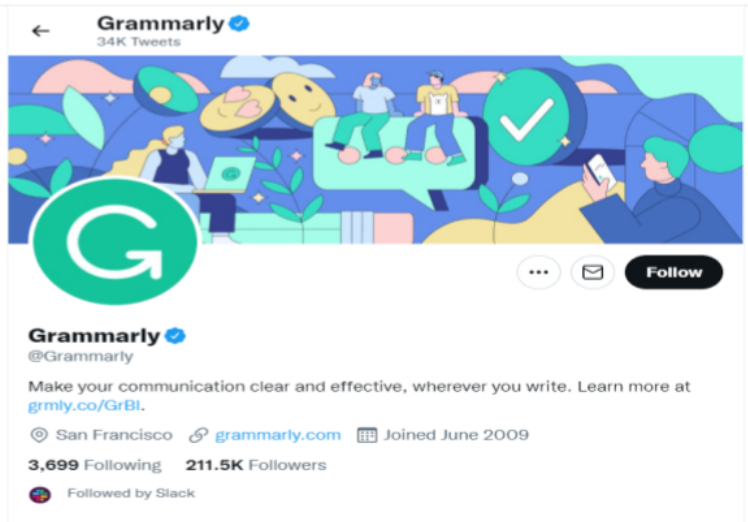 Grammarly
34K Tweets
Follow
Grammarly
@Grammarly
Make your communication clear and effective, wherever you write. Learn more at
grmly.co/GrBl.
San Francisco grammarly.com Joined June 2009
3,699 Following 211.5K Followers
Followed by Slack